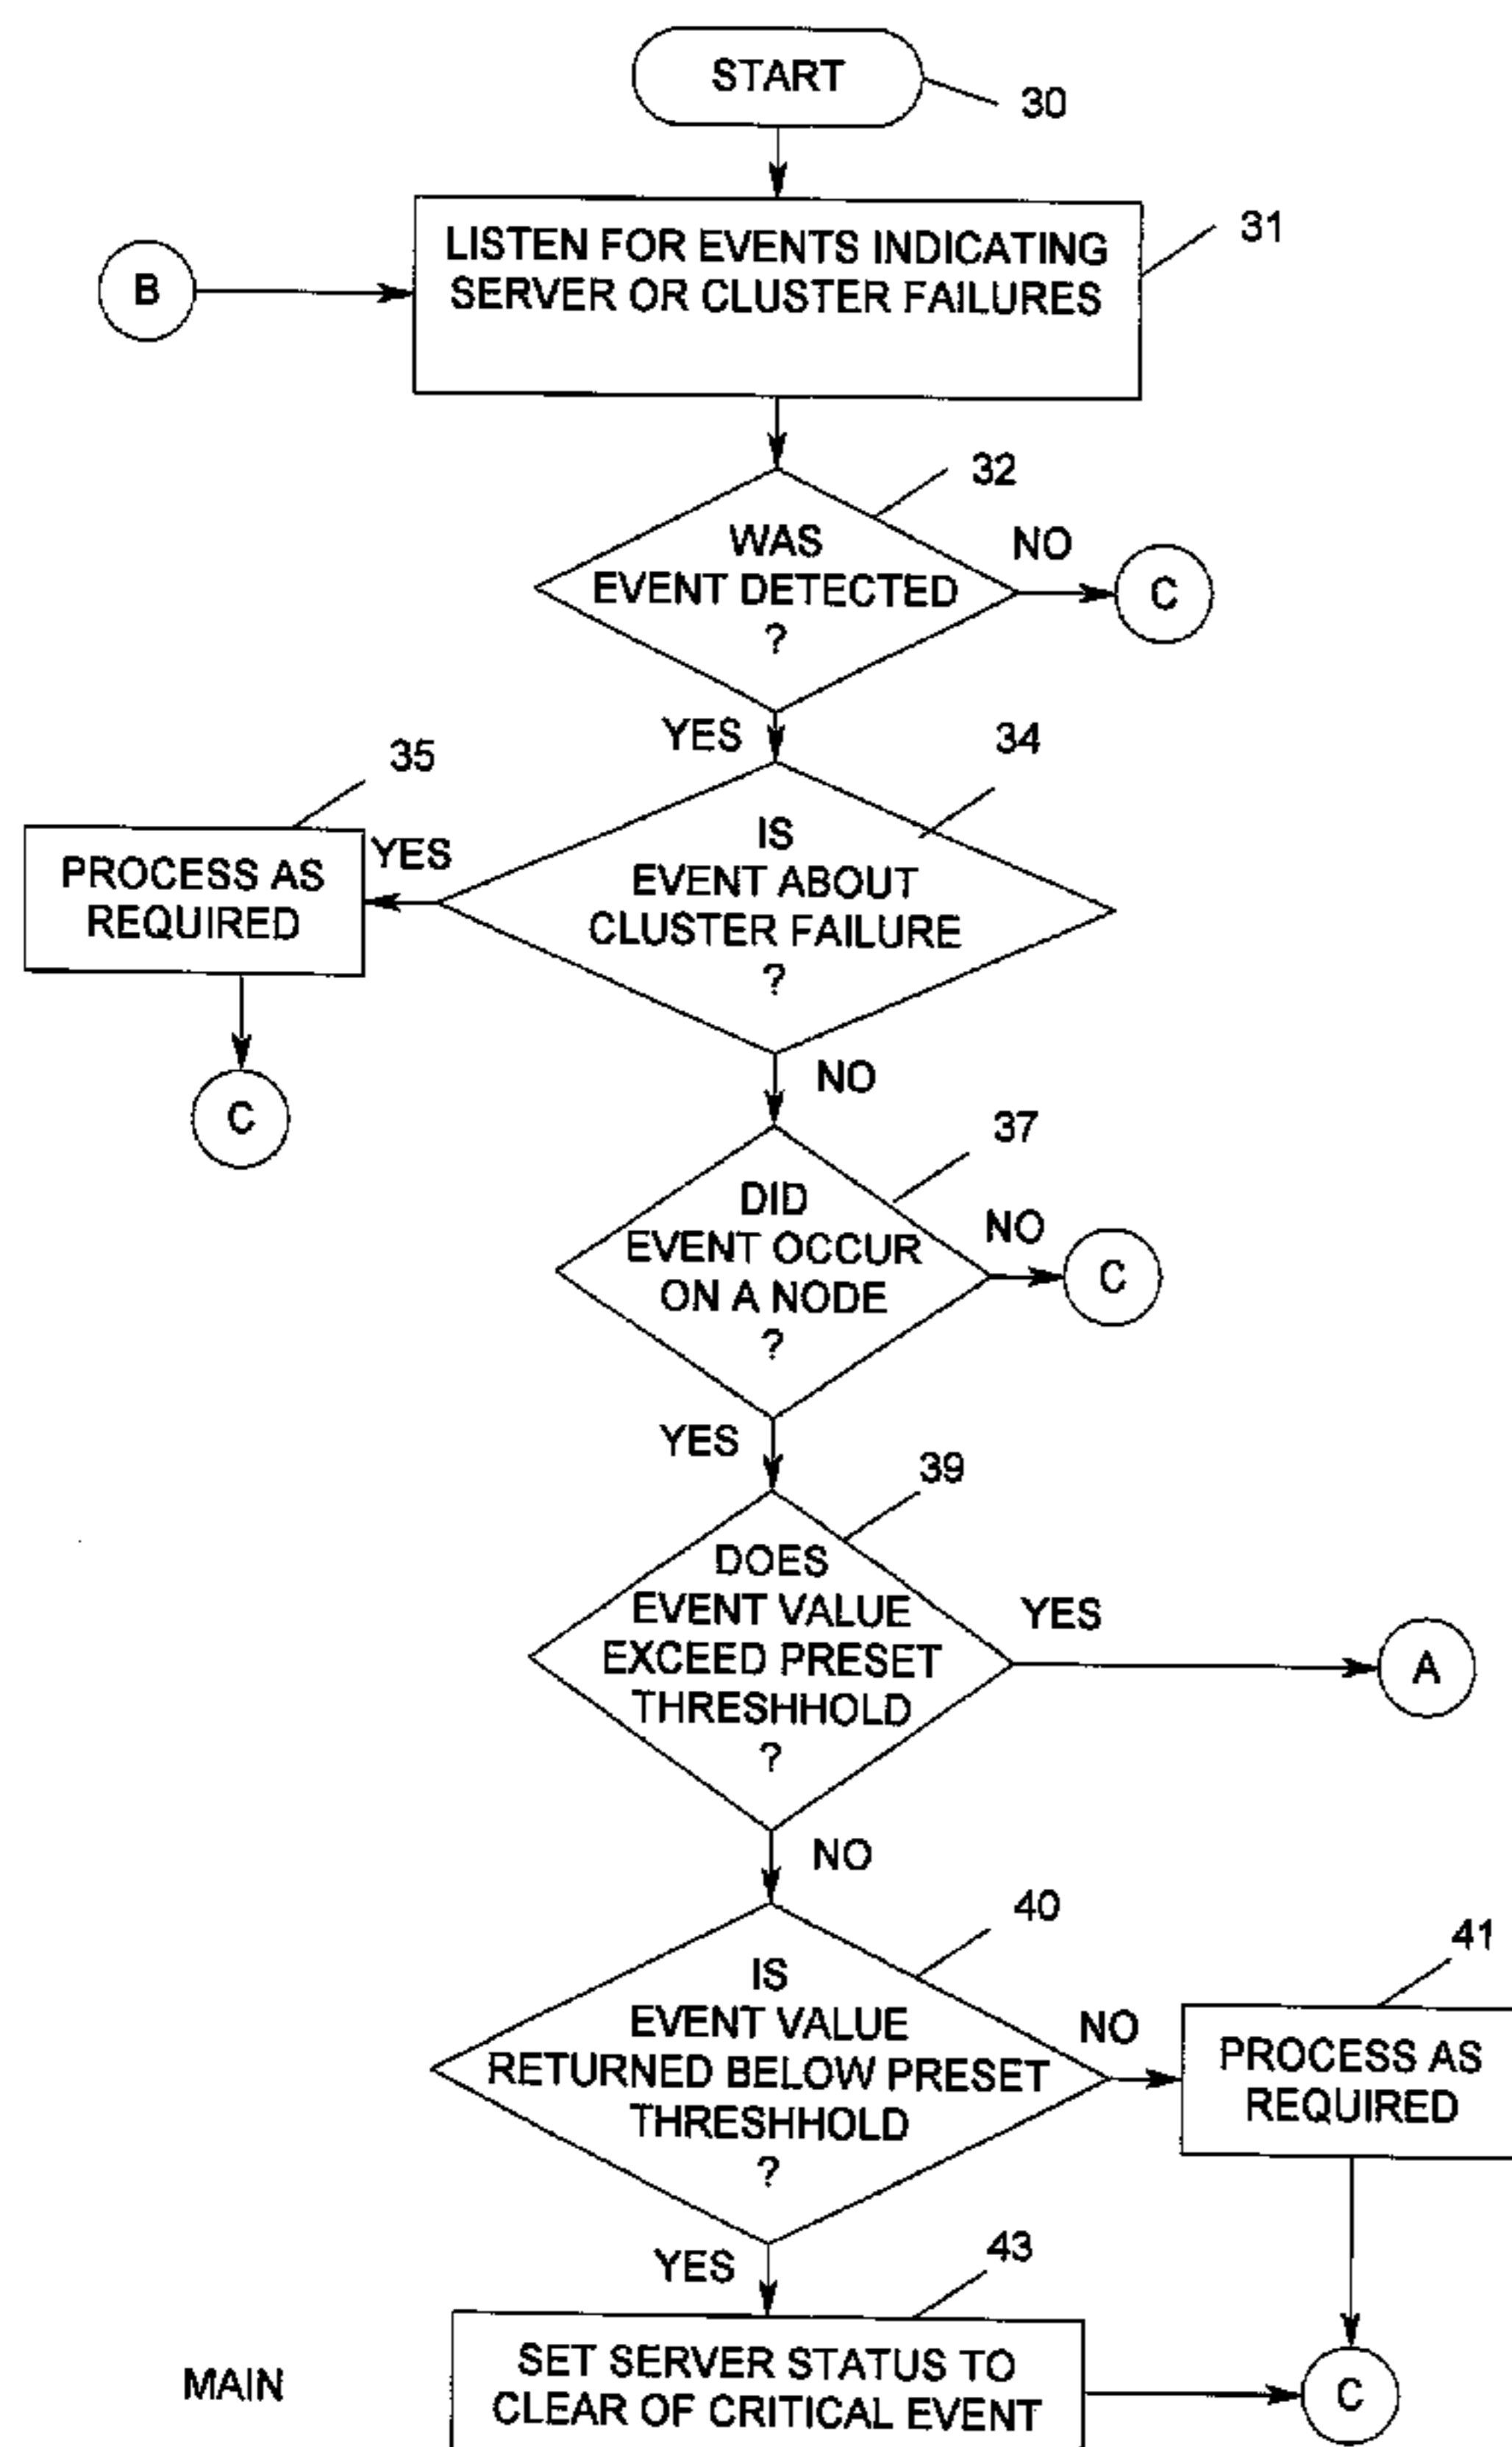 START
30
LISTEN FOR EVENTS INDICATING
SERVER OR CLUSTER FAILURES
31
B
32
WAS
EVENT DETECTED
?
NO
C
YES
34
35
PROCESS AS
REQUIRED
YES
IS
EVENT ABOUT
CLUSTER FAILURE
?
C
NO
37
DID
EVENT OCCUR
ON A NODE
?
NO
C
YES
39
DOES
EVENT VALUE
EXCEED PRESET
THRESHHOLD
?
YES
A
NO
40
41
IS
EVENT VALUE
RETURNED BELOW PRESET
THRESHHOLD
?
NO
PROCESS AS
REQUIRED
YES
43
MAIN
SET SERVER STATUS TO
CLEAR OF CRITICAL EVENT
C